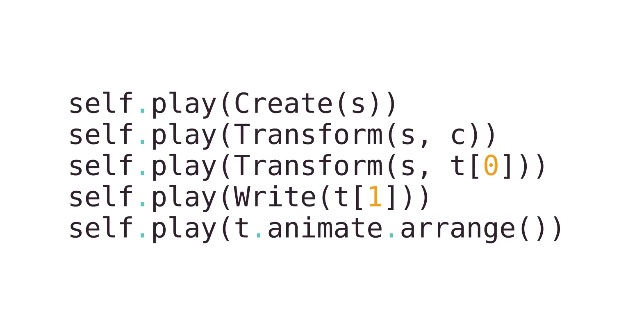 self.play(Create(s))
self.play(Transform(s, c))
self.play(Transform(s, t[0]))
self.play(Write(t[1]))
self.play(t.animate.arrange())